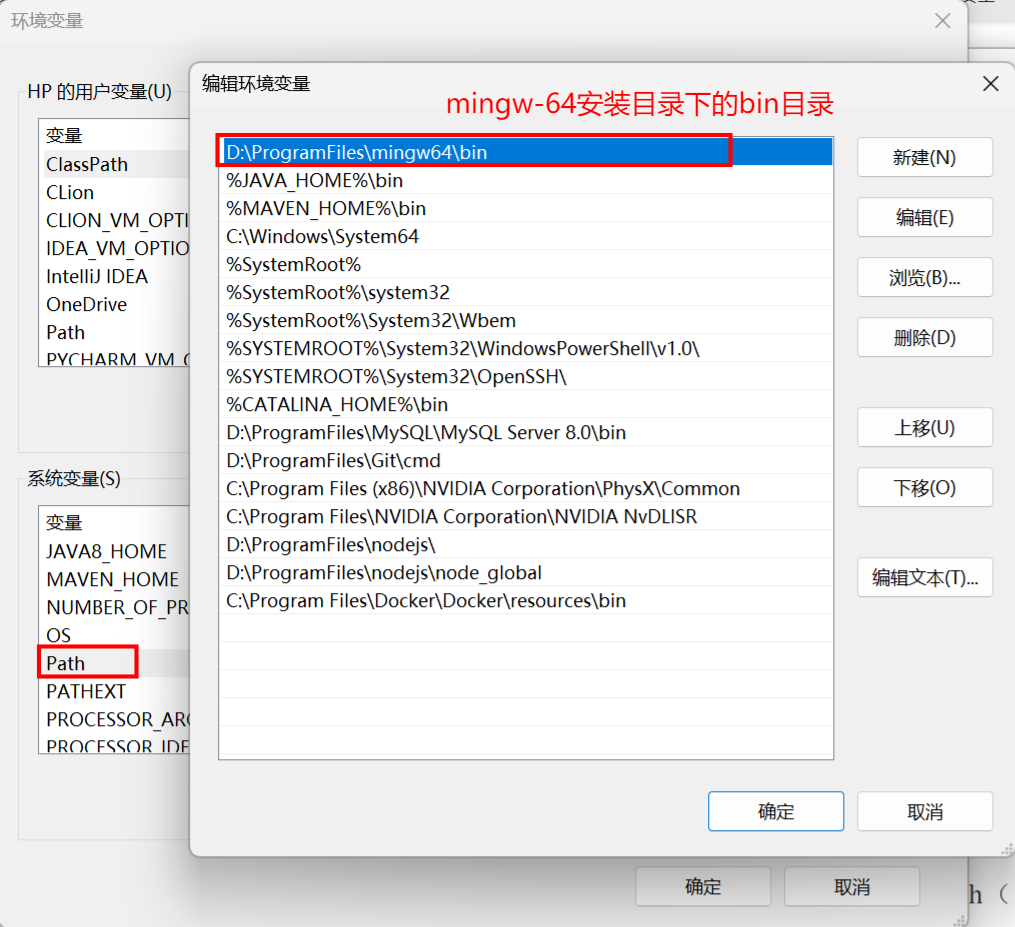 环境变量
HP 的用户变量(U)
变量
ClassPath
CLion
CLION_VM_OPTI
IDEA_VM_OPTIO
IntelliJ IDEA
OneDrive
Path
PYCHARM_VM_O
系统变量(S)
变量
JAVA8_HOME
MAVEN_HOME
NUMBER_OF_PR
OS
Path
PATHEXT
PROCESSOR_ARC
PROCESSOR_IDE
确定
取消
编辑环境变量
mingw-64安装目录下的bin目录
D:\ProgramFiles\mingw64\bin
%JAVA_HOME%\bin
%MAVEN_HOME%\bin
C:\Windows\System64
%SystemRoot%
%SystemRoot%\system32
%SystemRoot%\System32\Wbem
%SYSTEMROOT%\System32\WindowsPowerShell\v1.0\
%SYSTEMROOT%\System32\OpenSSH\
%CATALINA_HOME%\bin
D:\ProgramFiles\MySQL\MySQL Server 8.0\bin
D:\ProgramFiles\Git\cmd
C:\Program Files (x86)\NVIDIA Corporation\PhysX\Common
C:\Program Files\NVIDIA Corporation\NVIDIA NvDLISR
D:\ProgramFiles\nodejs\
D:\ProgramFiles\nodejs\node_global
C:\Program Files\Docker\Docker\resources\bin
新建(N)
编辑(E)
浏览(B)...
删除(D)
上移(U)
下移(O)
编辑文本(T)...
确定
取消
h（